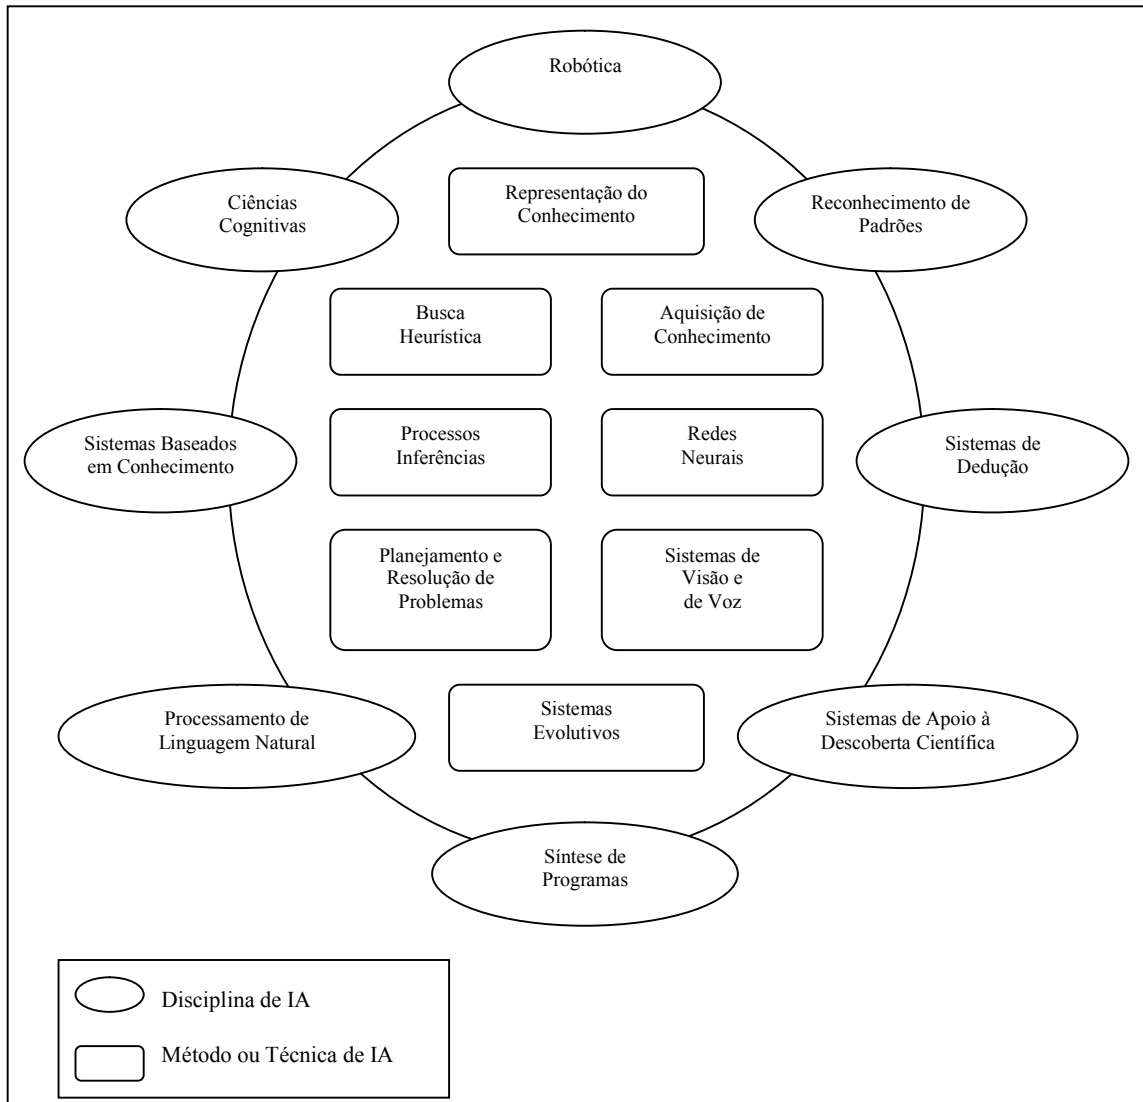 Robótica
Ciências
Cognitivas
Representação do
Conhecimento
Reconhecimento de
Padrões
Busca
Heurística
Aquisição de
Conhecimento
Sistemas Baseados
em Conhecimento
Processos
Inferências
Redes
Neurais
Sistemas de
Dedução
Planejamento e
Resolução de
Problemas
Sistemas de
Visão e
de Voz
Processamento de
Linguagem Natural
Sistemas
Evolutivos
Sistemas de Apoio à
Descoberta Científica
Síntese de
Programas
Disciplina de IA
Método ou Técnica de IA